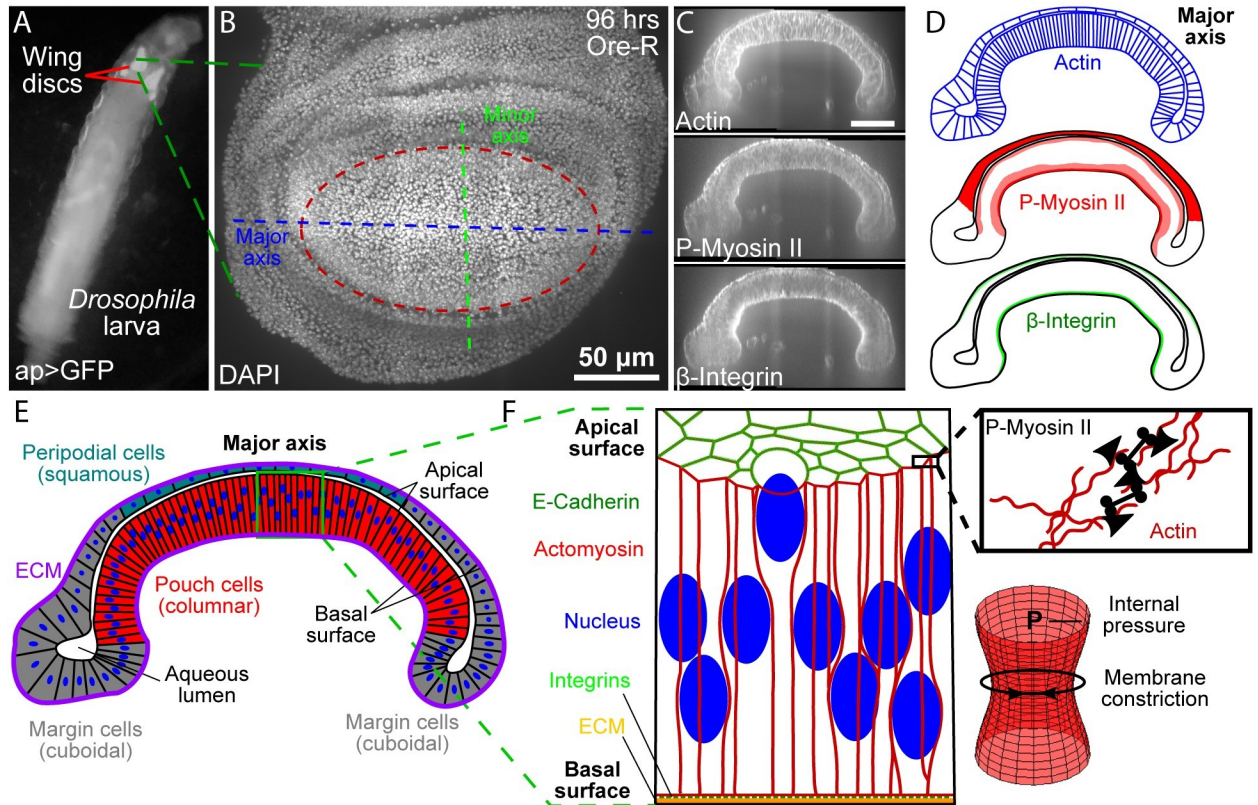 A
Wing
discs
Drosophila
larva
ap>GFP
B
96 hrs
Ore-R
Minor
axis
Major
axis
50 µm
DAPI
C
Actin
P-Myosin II
β-Integrin
D
Major
axis
Actin
P-Myosin II
β-Integrin
E
Peripodial cells
(squamous)
Major axis
Apical
surface
ECM
Pouch cells
(columnar)
Basal
surface
Aqueous
lumen
Margin cells
(cuboidal)
Margin cells
(cuboidal)
F
Apical
surface
E-Cadherin
Actomyosin
Nucleus
Integrins
ECM
Basal
surface
P-Myosin II
Actin
P
Internal
pressure
Membrane
constriction